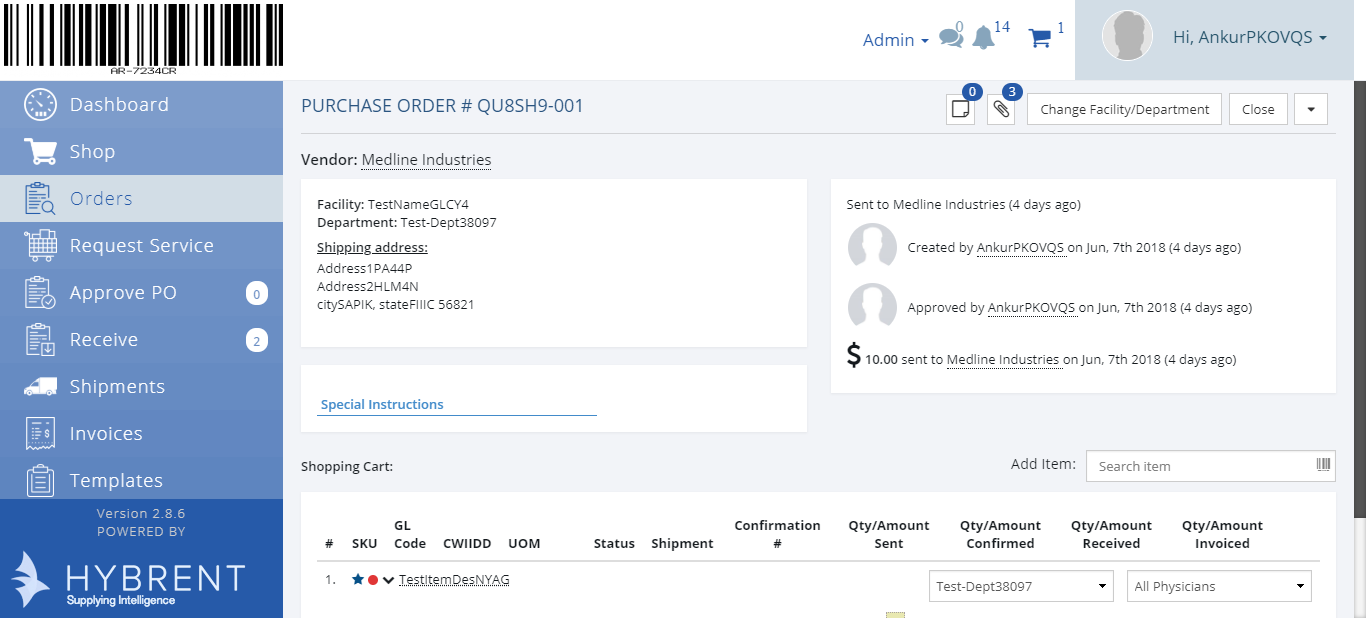 AR-7234CR
Admin
0
14
1
Hi, AnkurPKOVQS
Dashboard
Shop
Orders
Request Service
Approve PO 0
Receive 2
Shipments
Invoices
Templates
Version 2.8.6
POWERED BY
HYBRENT
Supplying Intelligence
PURCHASE ORDER # QU8SH9-001
0
3
Change Facility/Department
Close
Vendor: Medline Industries
Facility: TestNameGLCY4
Department: Test-Dept38097
Shipping address:
Address1PA44P
Address2HLM4N
citySAPIK, stateFIIIC 56821
Special Instructions
Sent to Medline Industries (4 days ago)
Created by AnkurPKOVQS on Jun, 7th 2018 (4 days ago)
Approved by AnkurPKOVQS on Jun, 7th 2018 (4 days ago)
$ 10.00 sent to Medline Industries on Jun, 7th 2018 (4 days ago)
Shopping Cart:
Add Item: Search item
# SKU GL Code CWIIDD UOM Status Shipment Confirmation # Qty/Amount Sent Qty/Amount Confirmed Qty/Amount Received Qty/Amount Invoiced
1. TestItemDesNYAG Test-Dept38097 All Physicians